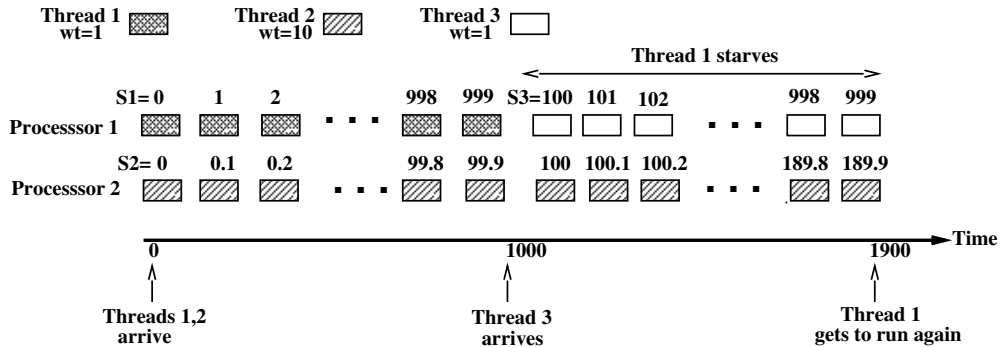 Thread 1 wt=1
Thread 2 wt=10
Thread 3 wt=1
Thread 1 starves
S1= 0 1 2 998 999 S3=100 101 102 998 999
Processsor 1
S2= 0 0.1 0.2 99.8 99.9 100 100.1 100.2 189.8 189.9
Processsor 2
Time
0 1000 1900
Threads 1,2
arrive
Thread 3
arrives
Thread 1
gets to run again